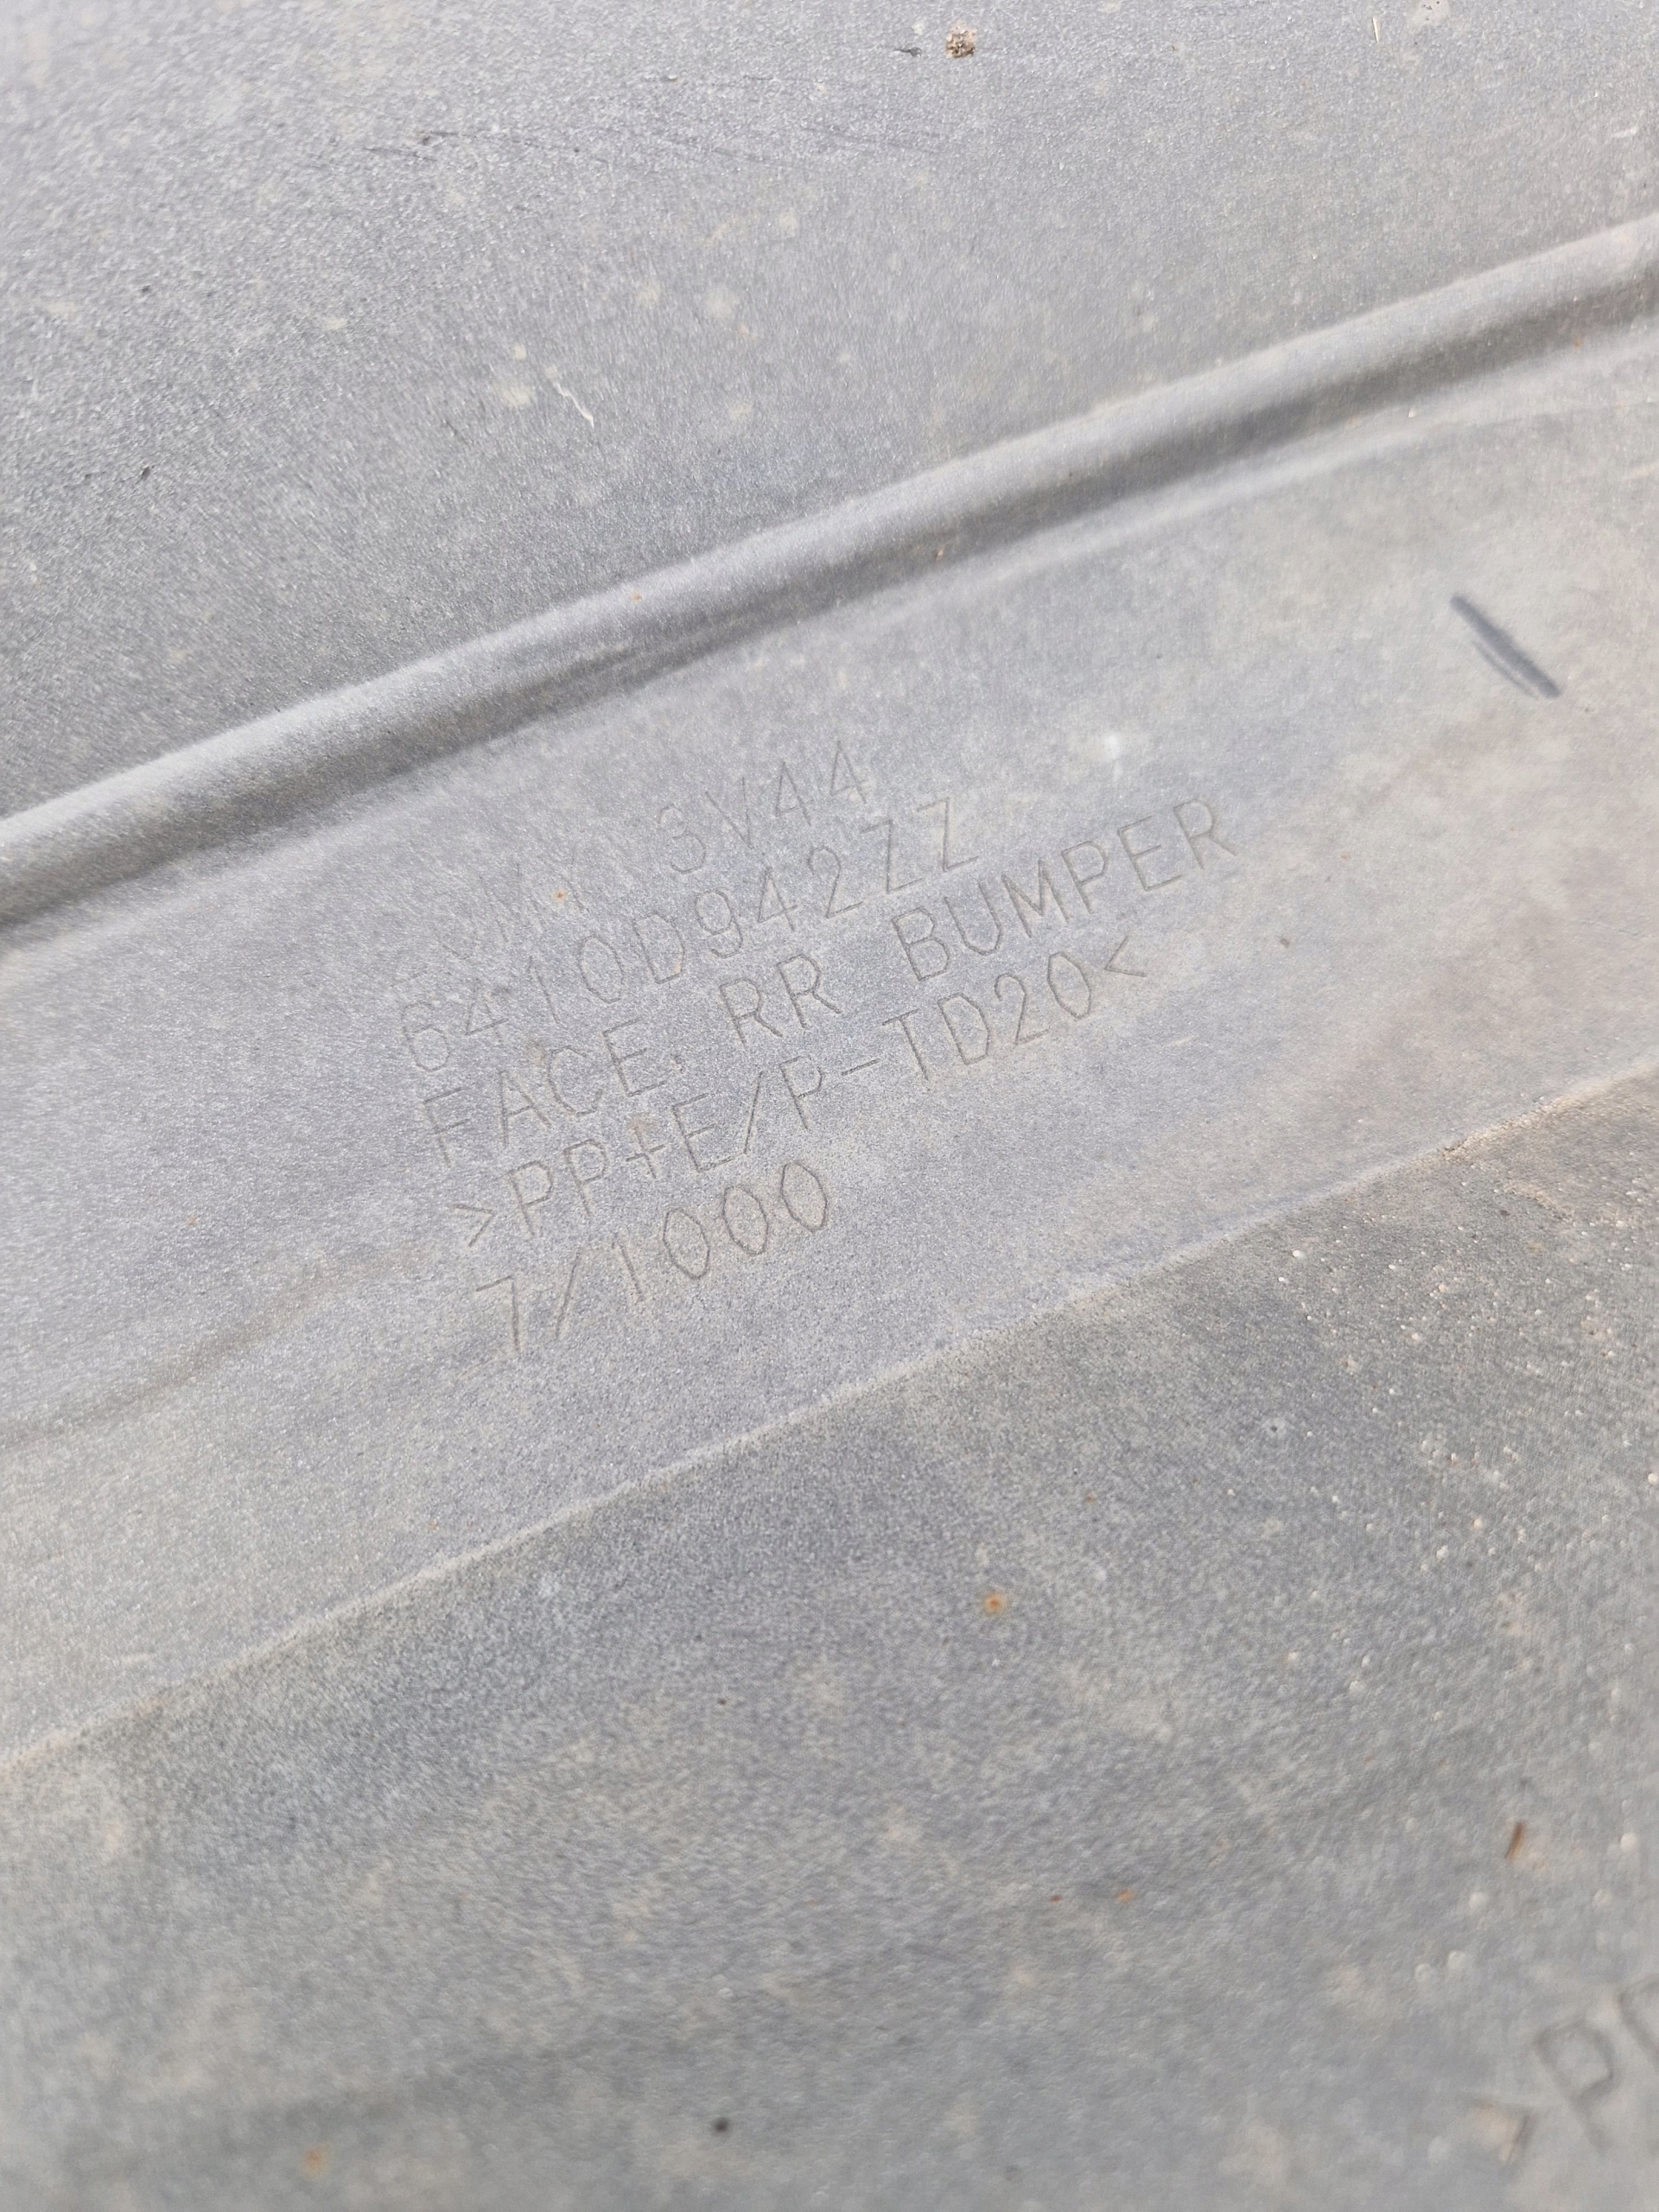 3V44
6410D942ZZ
FACE, RR BUMPER
>PP+E/P-TD20<
7/1000
>P